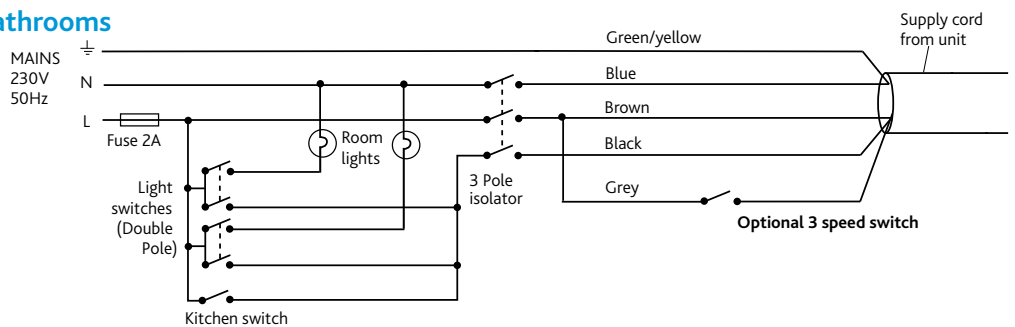 athrooms
MAINS
230V
50Hz
N
L
Fuse 2A
Green/yellow
Supply cord
from unit
Blue
Brown
Room
lights
Black
3 Pole
isolator
Grey
Light
switches
(Double
Pole)
Optional 3 speed switch
Kitchen switch